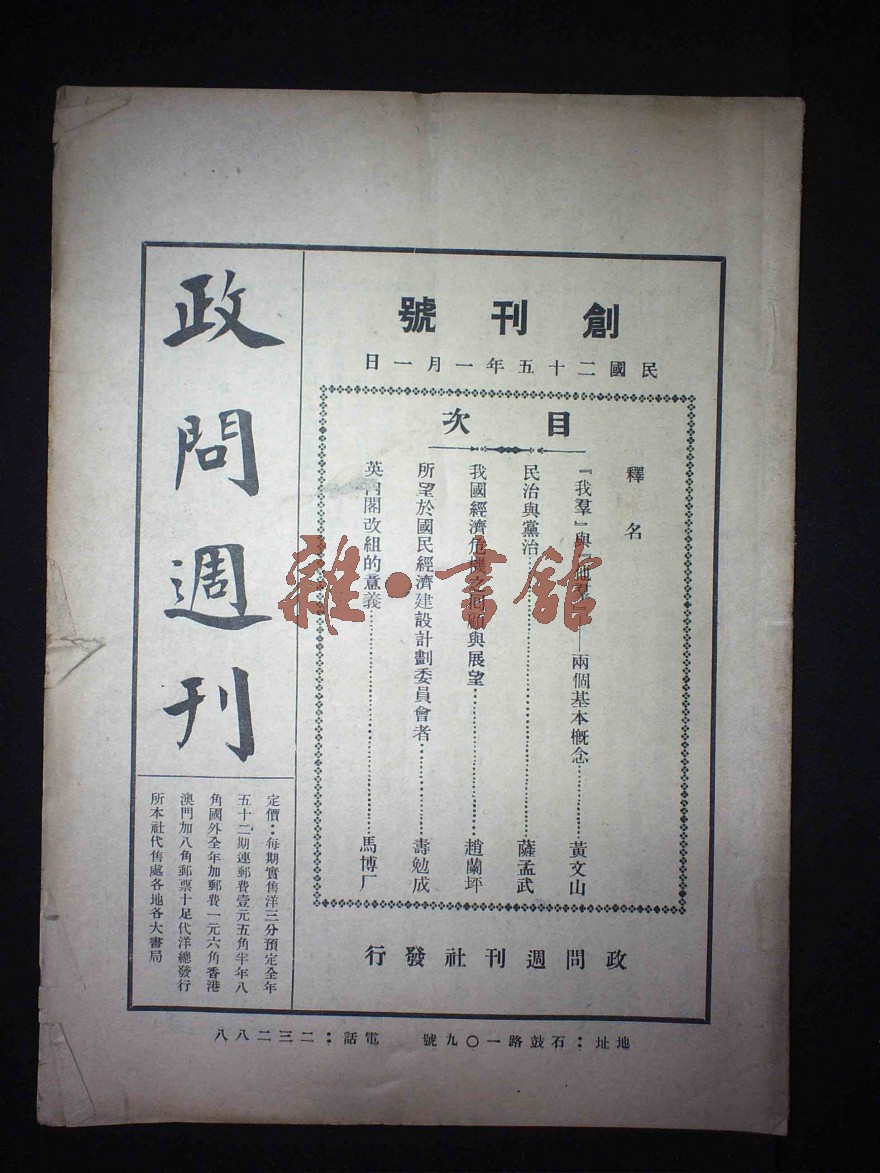 政問週刊
創刊號
民國二十五年一月一日
目次
釋名
『我羣』與『他羣』——兩個基本概念…………黃文山
民治與黨治…………薩孟武
我國經濟危機之回顧與展望…………趙蘭坪
所望於國民經濟建設計劃委員會者…………壽勉成
英內閣改組的意義…………馬博厂
政問週刊社發行
定價：每期實售洋三分預定全年
五十二期連郵費壹元五角半年八
角國外全年加郵費一元六角香港
澳門加八角郵票十足代洋總發行
所本社代售處各地各大書局
地址：石鼓路一〇九號　電話：二三二八八
雜·書館